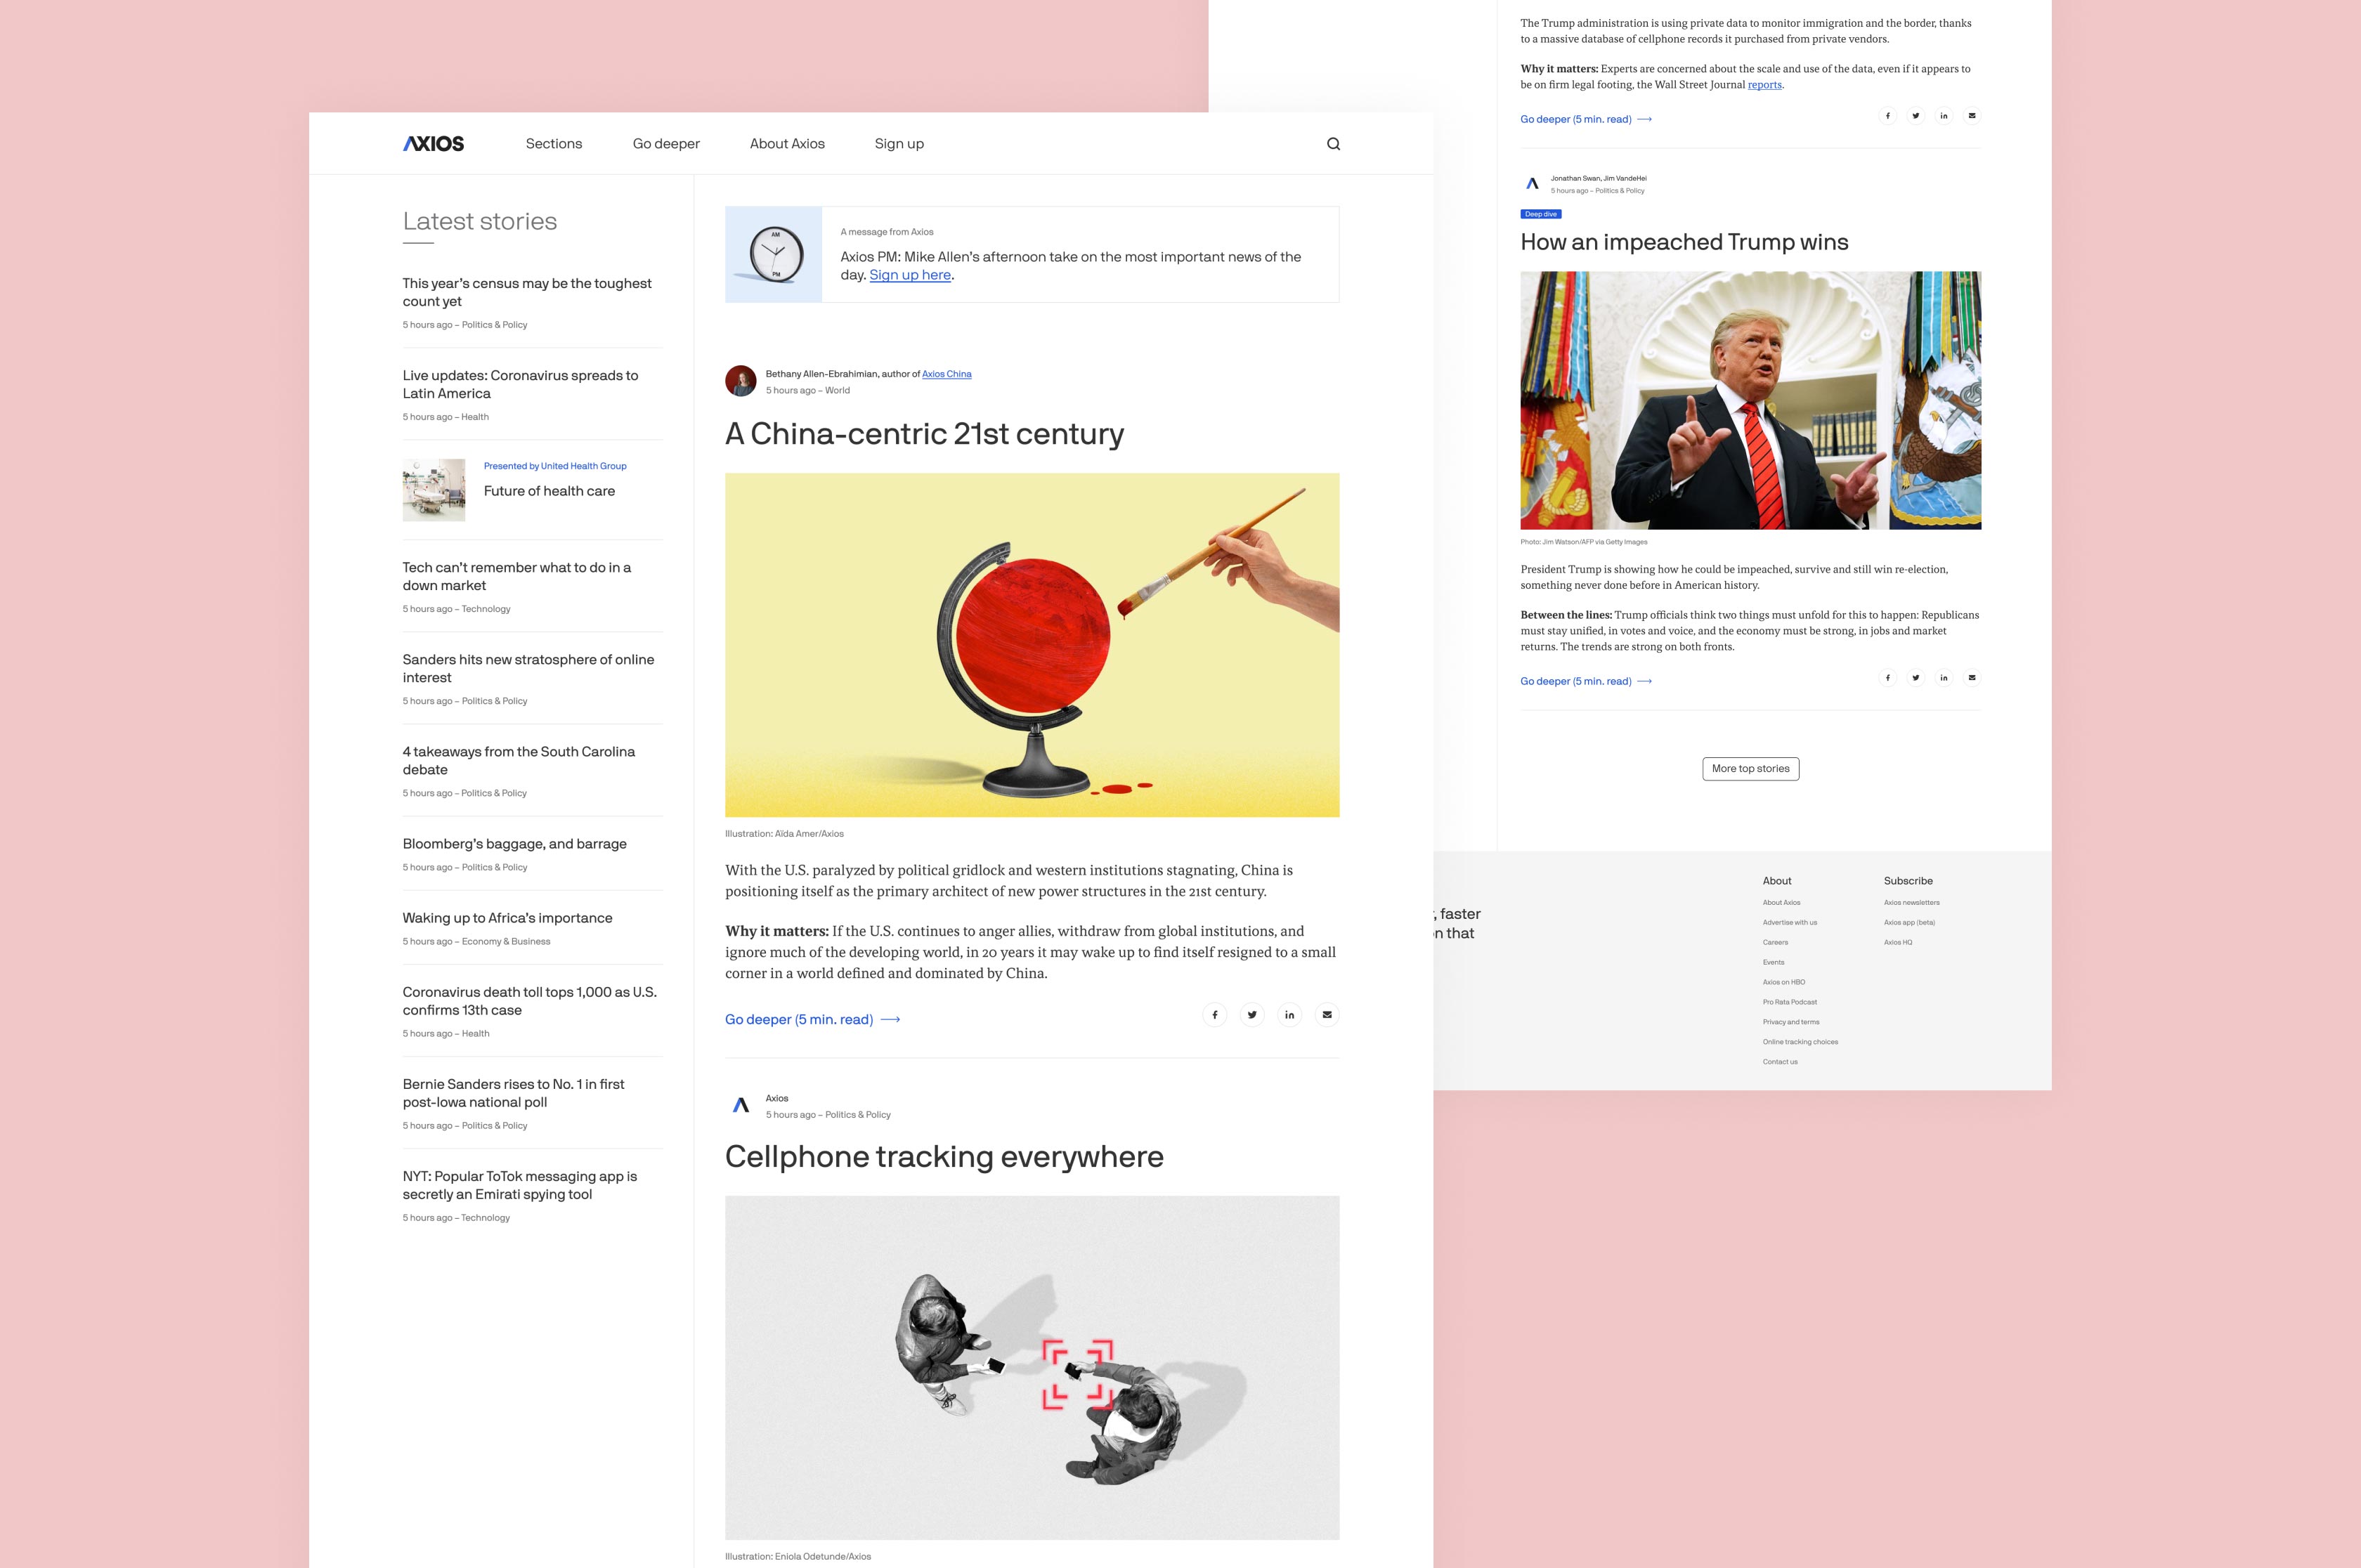 AXIOS
Sections
Go deeper
About Axios
Sign up
Latest stories
This year's census may be the toughest
count yet
5 hours ago – Politics & Policy
Live updates: Coronavirus spreads to
Latin America
5 hours ago – Health
Presented by United Health Group
Future of health care
Tech can't remember what to do in a
down market
5 hours ago – Technology
Sanders hits new stratosphere of online
interest
5 hours ago – Politics & Policy
4 takeaways from the South Carolina
debate
5 hours ago – Politics & Policy
Bloomberg's baggage, and barrage
5 hours ago – Politics & Policy
Waking up to Africa's importance
5 hours ago – Economy & Business
Coronavirus death toll tops 1,000 as U.S.
confirms 13th case
5 hours ago – Health
Bernie Sanders rises to No. 1 in first
post-Iowa national poll
5 hours ago – Politics & Policy
NYT: Popular ToTok messaging app is
secretly an Emirati spying tool
5 hours ago – Technology
AM
PM
A message from Axios
Axios PM: Mike Allen's afternoon take on the most important news of the
day. Sign up here.
Bethany Allen-Ebrahimian, author of Axios China
5 hours ago – World
A China-centric 21st century
Illustration: Aïda Amer/Axios
With the U.S. paralyzed by political gridlock and western institutions stagnating, China is
positioning itself as the primary architect of new power structures in the 21st century.
Why it matters: If the U.S. continues to anger allies, withdraw from global institutions, and
ignore much of the developing world, in 20 years it may wake up to find itself resigned to a small
corner in a world defined and dominated by China.
Go deeper (5 min. read)
Axios
5 hours ago – Politics & Policy
Cellphone tracking everywhere
Illustration: Eniola Odetunde/Axios
The Trump administration is using private data to monitor immigration and the border, thanks
to a massive database of cellphone records it purchased from private vendors.
Why it matters: Experts are concerned about the scale and use of the data, even if it appears to
be on firm legal footing, the Wall Street Journal reports.
Go deeper (5 min. read)
Jonathan Swan, Jim VandeHei
5 hours ago – Politics & Policy
Deep dive
How an impeached Trump wins
Photo: Jim Watson/AFP via Getty Images
President Trump is showing how he could be impeached, survive and still win re-election,
something never done before in American history.
Between the lines: Trump officials think two things must unfold for this to happen: Republicans
must stay unified, in votes and voice, and the economy must be strong, in jobs and market
returns. The trends are strong on both fronts.
Go deeper (5 min. read)
More top stories
, faster
n that
About
About Axios
Advertise with us
Careers
Events
Axios on HBO
Pro Rata Podcast
Privacy and terms
Online tracking choices
Contact us
Subscribe
Axios newsletters
Axios app (beta)
Axios HQ